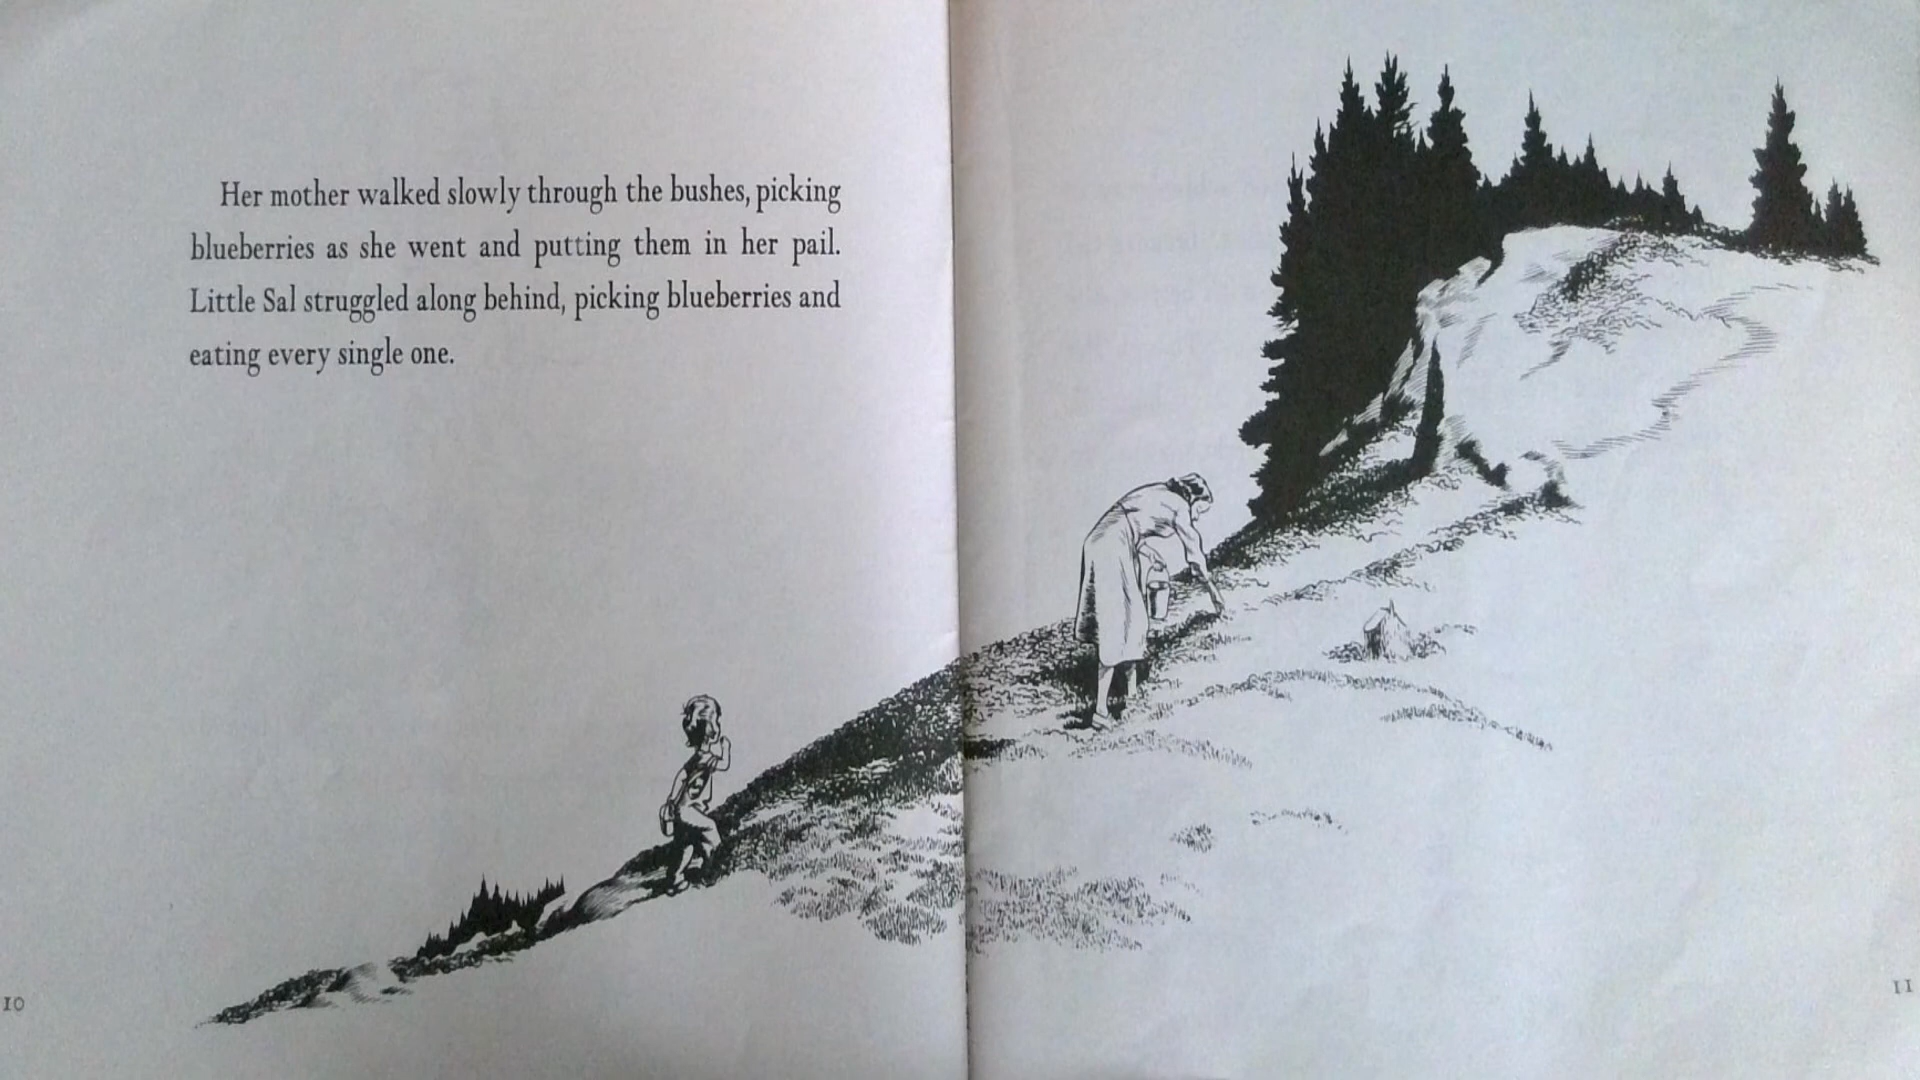 Her mother walked slowly through the bushes, picking
blueberries as she went and putting them in her pail.
Little Sal struggled along behind, picking blueberries and
eating every single one.
10
11